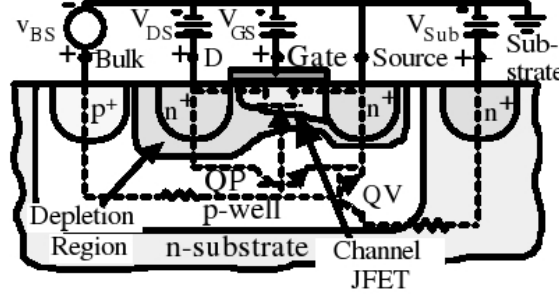 v_BS
V_DS
V_GS
V_Sub
Bulk
D
Gate
Source
Sub-
strate
p+
n+
n+
n+
QP
QV
Depletion
Region
p-well
n-substrate
Channel
JFET